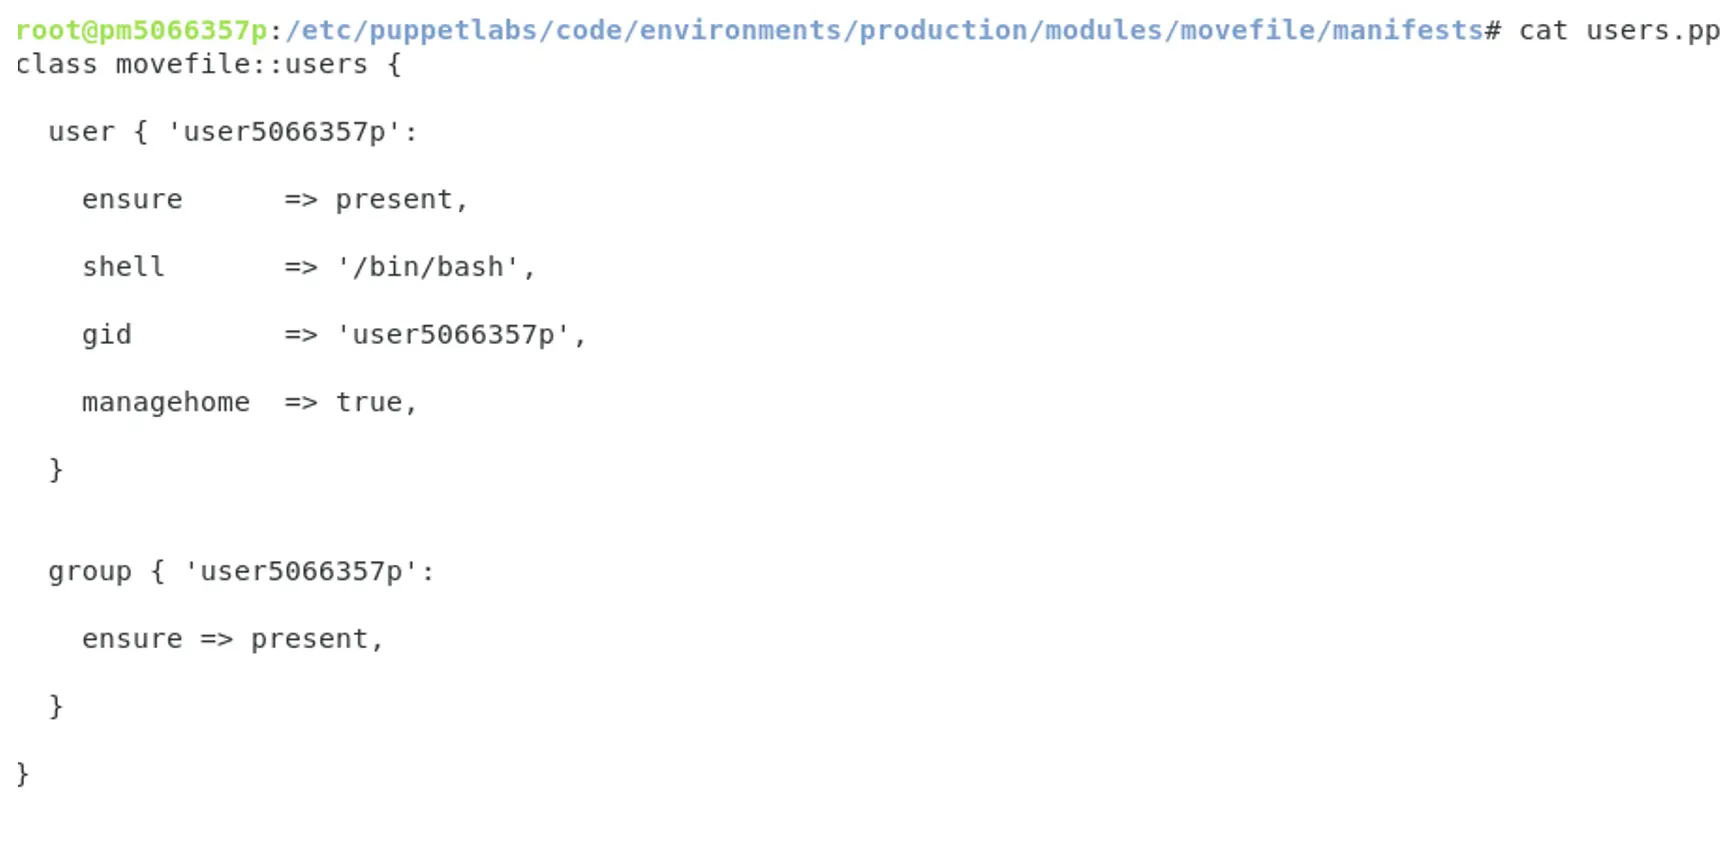 root@pm5066357p:/etc/puppetlabs/code/environments/production/modules/movefile/manifests# cat users.pp
class movefile::users {
  user { 'user5066357p':
    ensure      => present,
    shell       => '/bin/bash',
    gid         => 'user5066357p',
    managehome  => true,
  }
  group { 'user5066357p':
    ensure => present,
  }
}